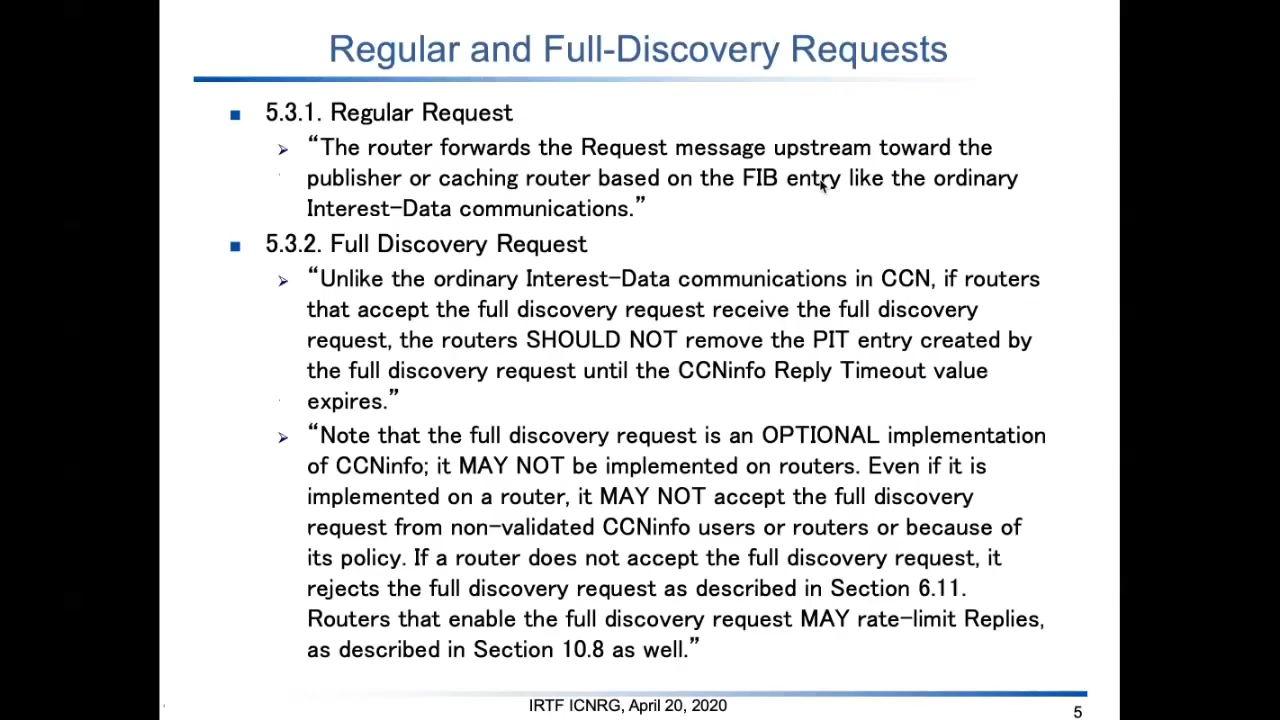 Regular and Full-Discovery Requests
5.3.1. Regular Request
“The router forwards the Request message upstream toward the
publisher or caching router based on the FIB entry like the ordinary
Interest-Data communications.”
5.3.2. Full Discovery Request
“Unlike the ordinary Interest-Data communications in CCN, if routers
that accept the full discovery request receive the full discovery
request, the routers SHOULD NOT remove the PIT entry created by
the full discovery request until the CCNinfo Reply Timeout value
expires.”
“Note that the full discovery request is an OPTIONAL implementation
of CCNinfo; it MAY NOT be implemented on routers. Even if it is
implemented on a router, it MAY NOT accept the full discovery
request from non-validated CCNinfo users or routers or because of
its policy. If a router does not accept the full discovery request, it
rejects the full discovery request as described in Section 6.11.
Routers that enable the full discovery request MAY rate-limit Replies,
as described in Section 10.8 as well.”
IRTF ICNRG, April 20, 2020
5